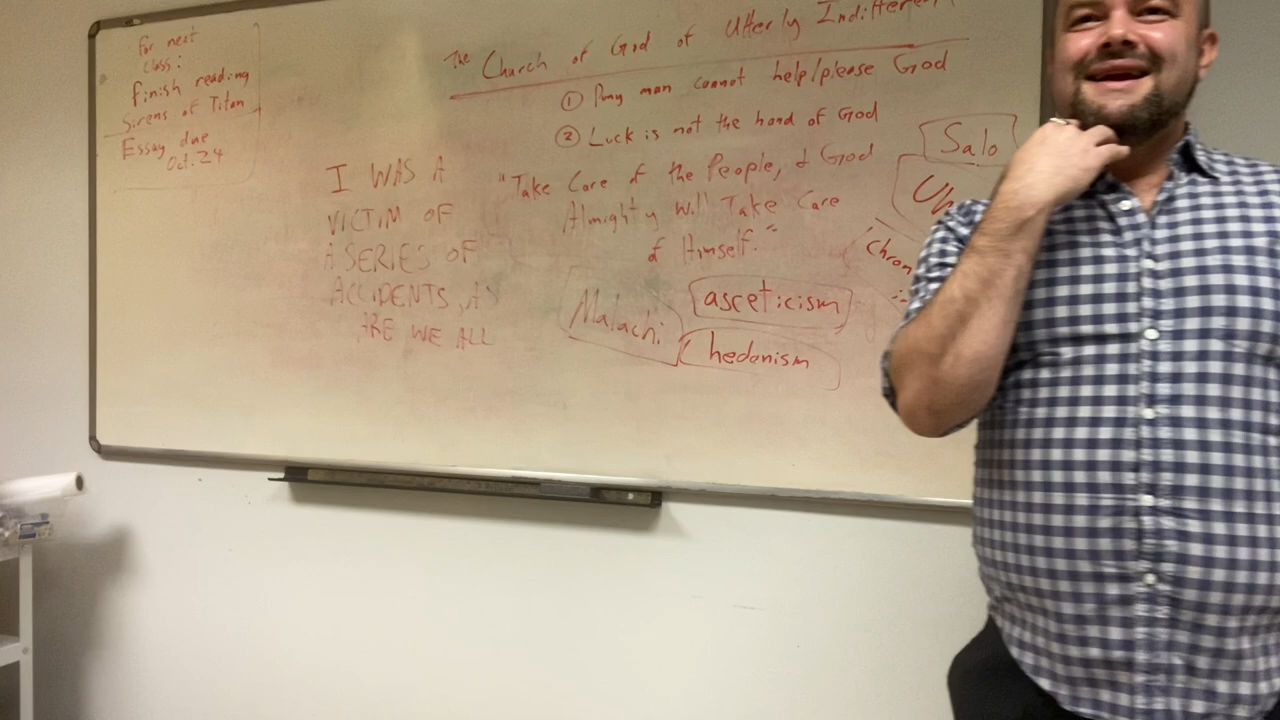 for next
class:
finish reading
Sirens of Titan
Essay due
Oct. 24
I WAS A
VICTIM OF
A SERIES OF
ACCIDENTS, AS
ARE WE ALL
The Church of God of Utterly Indifferent
① Puny man cannot help/please God
② Luck is not the hand of God
"Take Care of the People, & God
Almighty Will Take Care
of Himself."
Malachi
asceticism
hedonism
Salo
Chron